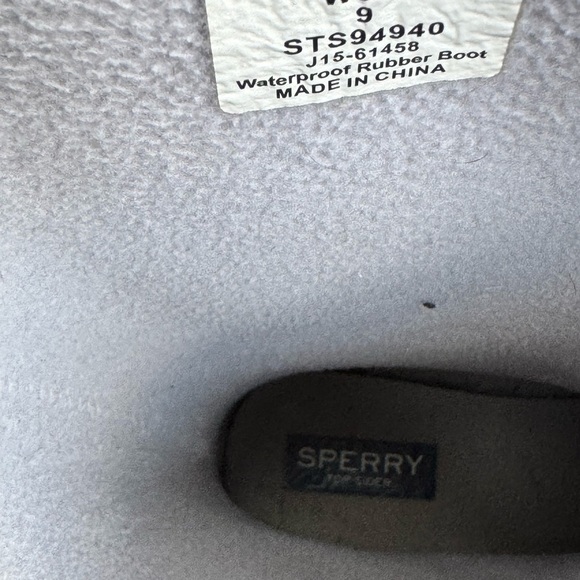 9
STS94940
J15-61458
Waterproof Rubber Boot
MADE IN CHINA
SPERRY
TOP-SIDER